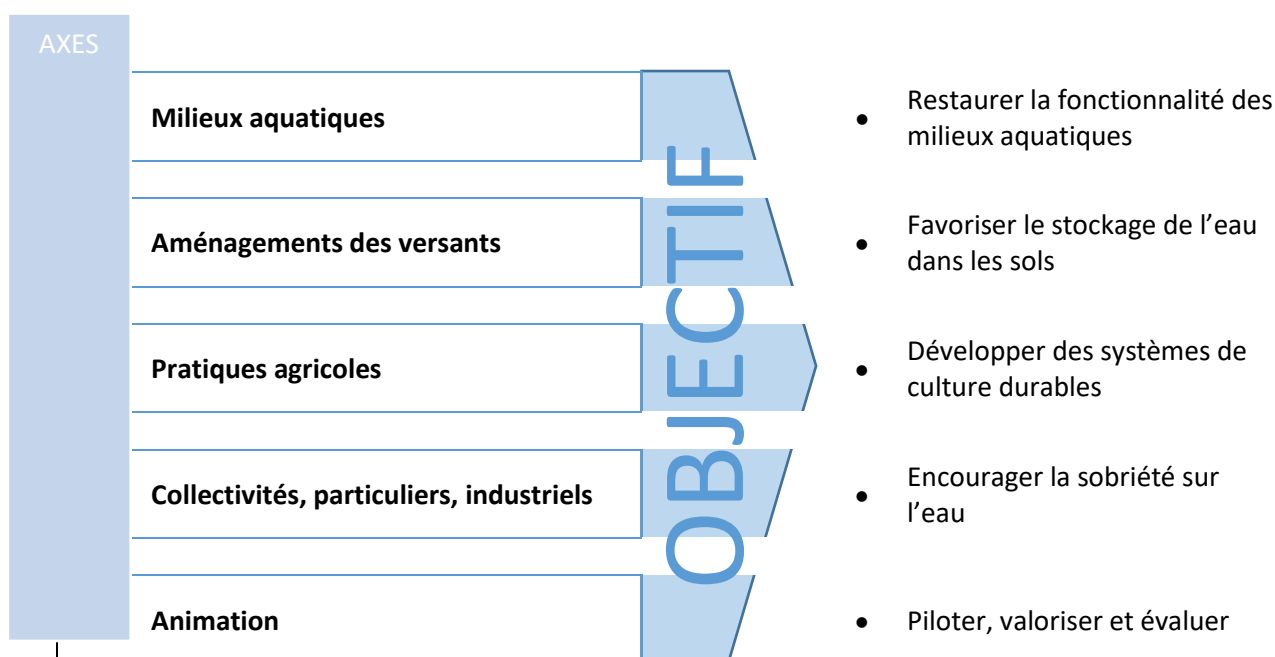 AXES
Milieux aquatiques
Restaurer la fonctionnalité des
milieux aquatiques
Aménagements des versants
Favoriser le stockage de l’eau
dans les sols
Pratiques agricoles
Développer des systèmes de
culture durables
Collectivités, particuliers, industriels
Encourager la sobriété sur
l’eau
Animation
Piloter, valoriser et évaluer
OBJECTIF